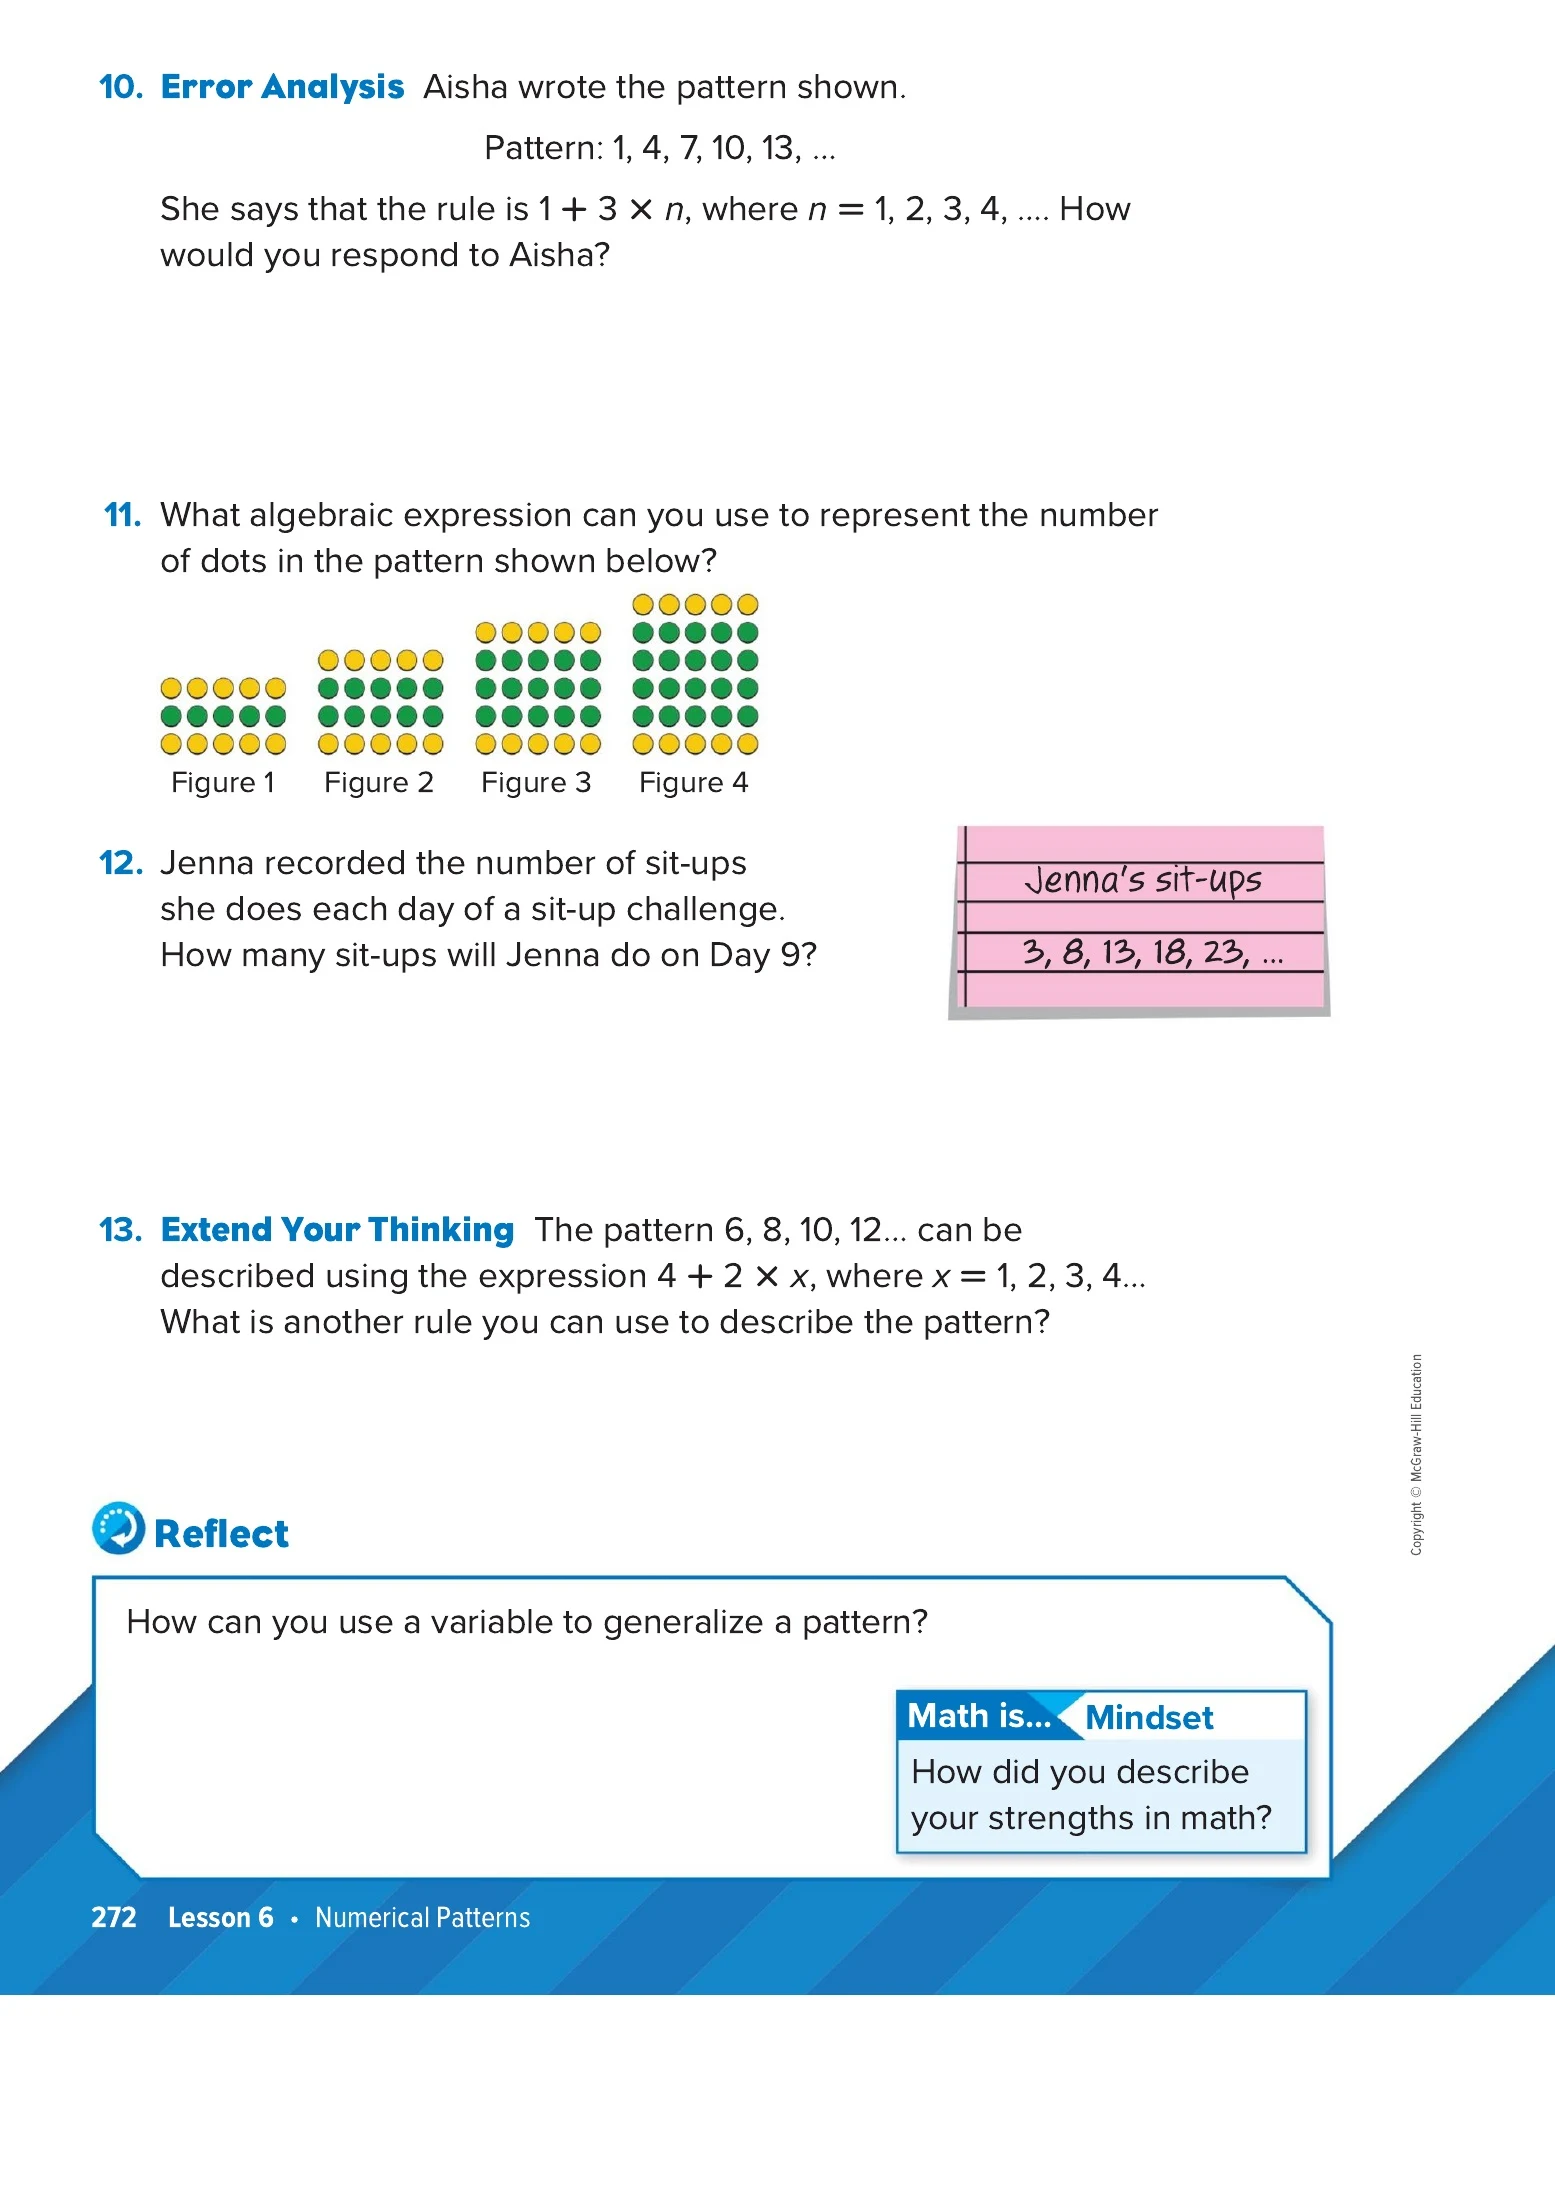 10. Error Analysis Aisha wrote the pattern shown.
Pattern: 1, 4, 7, 10, 13, ...
She says that the rule is 1 + 3 × n, where n = 1, 2, 3, 4, .... How
would you respond to Aisha?
11. What algebraic expression can you use to represent the number
of dots in the pattern shown below?
Figure 1 Figure 2 Figure 3 Figure 4
12. Jenna recorded the number of sit-ups
she does each day of a sit-up challenge.
How many sit-ups will Jenna do on Day 9?
Jenna's sit-ups
3, 8, 13, 18, 23, ...
13. Extend Your Thinking The pattern 6, 8, 10, 12... can be
described using the expression 4 + 2 × x, where x = 1, 2, 3, 4...
What is another rule you can use to describe the pattern?
Copyright © McGraw-Hill Education
Reflect
How can you use a variable to generalize a pattern?
Math is... Mindset
How did you describe
your strengths in math?
272 Lesson 6 • Numerical Patterns